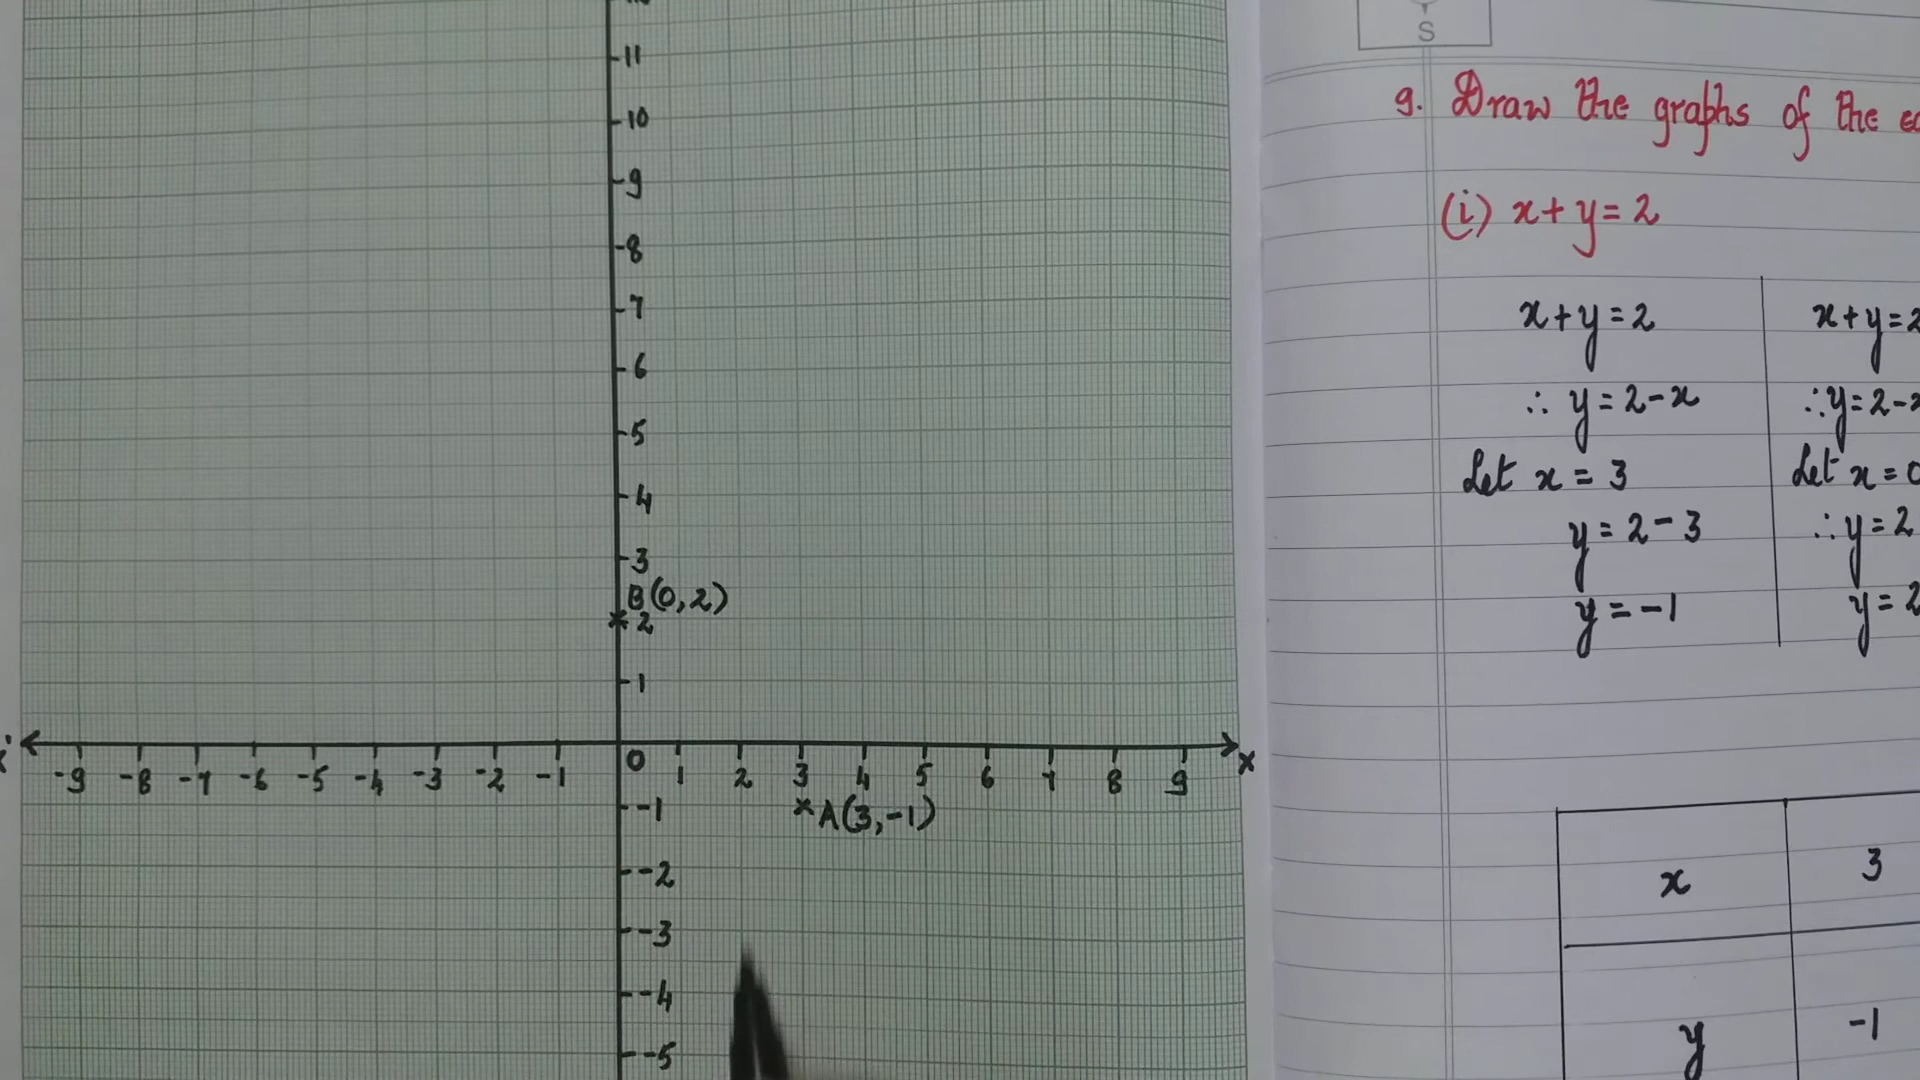 11
10
9
8
7
6
5
4
3
B(0,2)
2
1
-9 -8 -7 -6 -5 -4 -3 -2 -1 0 1 2 3 4 5 6 7 8 9 X
-1
A(3,-1)
-2
-3
-4
-5
S
9. Draw the graphs of the
(i) x+y=2
x+y=2
∴ y=2-x
Let x = 3
y = 2-3
y = -1
x+y=2
∴y=2-x
Let x=0
∴y=2
y=2
x 3
y -1